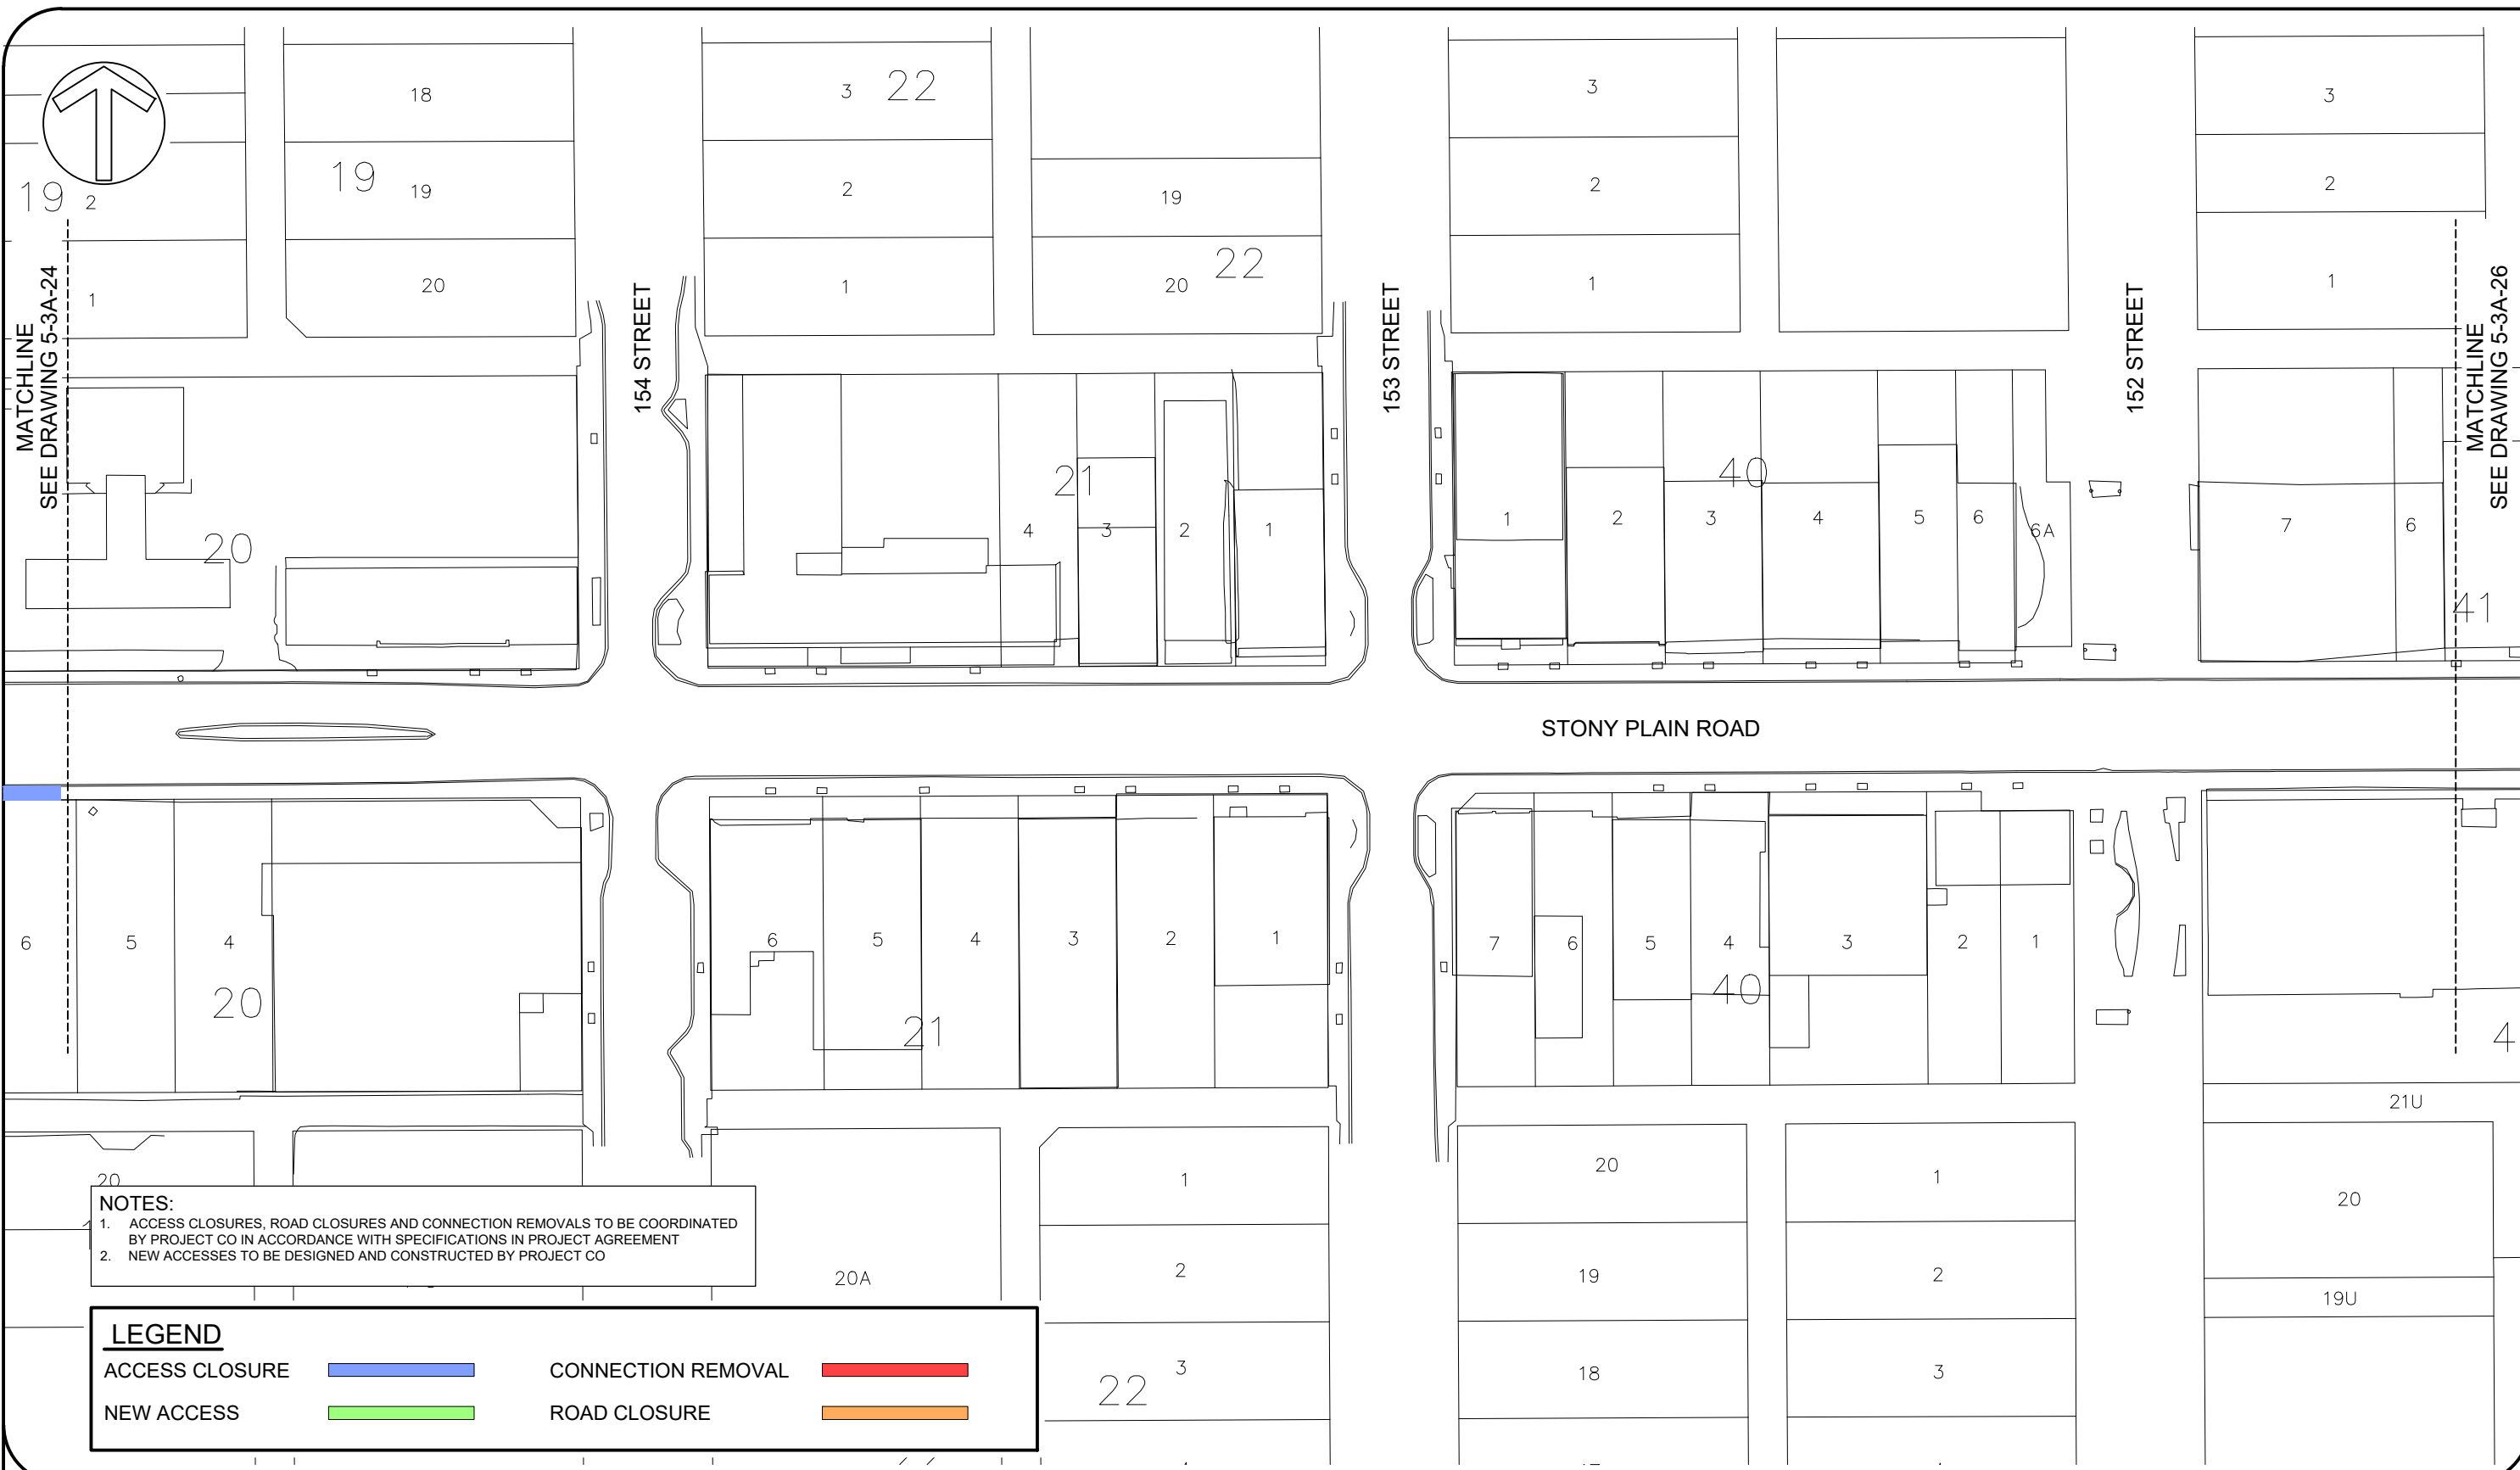 18
3 22
3
3
19 2
19 19
2
19
2
2
1
20
1
20 22
1
1
MATCHLINE
SEE DRAWING 5-3A-24
154 STREET
153 STREET
152 STREET
MATCHLINE
SEE DRAWING 5-3A-26
20
21
4 3 2 1
40
1 2 3 4 5 6 6A
7 6
41
STONY PLAIN ROAD
6 5 4
20
6 5 4 3 2 1
21
7 6 5 4 3 2 1
40
4
21U
20
1
20
1
20
NOTES:
1. ACCESS CLOSURES, ROAD CLOSURES AND CONNECTION REMOVALS TO BE COORDINATED
BY PROJECT CO IN ACCORDANCE WITH SPECIFICATIONS IN PROJECT AGREEMENT
2. NEW ACCESSES TO BE DESIGNED AND CONSTRUCTED BY PROJECT CO
20A
2
19
2
19U
LEGEND
ACCESS CLOSURE
CONNECTION REMOVAL
NEW ACCESS
ROAD CLOSURE
22 3
18
3